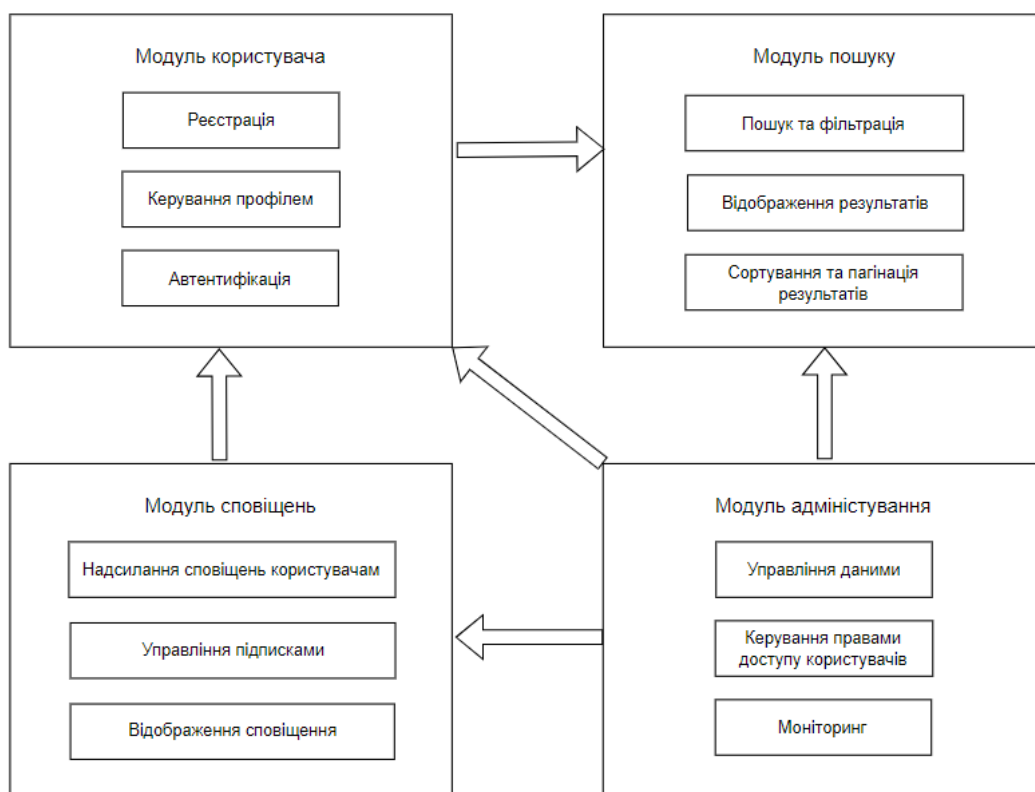 Модуль користувача
Реєстрація
Керування профілем
Автентифікація
Модуль пошуку
Пошук та фільтрація
Відображення результатів
Сортування та пагінація
результатів
Модуль сповіщень
Надсилання сповіщень користувачам
Управління підписками
Відображення сповіщення
Модуль адміністування
Управління даними
Керування правами
доступу користувачів
Моніторинг